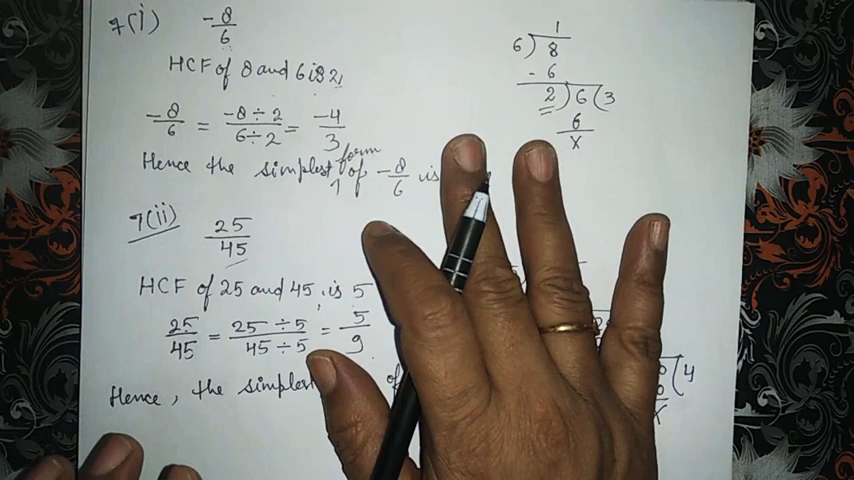 7(i) -8/6
HCF of 8 and 6 is 2
-8/6 = -8÷2/6÷2 = -4/3
Hence the simplest form of -8/6 is
7(ii) 25/45
HCF of 25 and 45, is 5
25/45 = 25÷5/45÷5 = 5/9
Hence, the simplest of
1
6) 8
- 6
2) 6 (3
6
x
(4